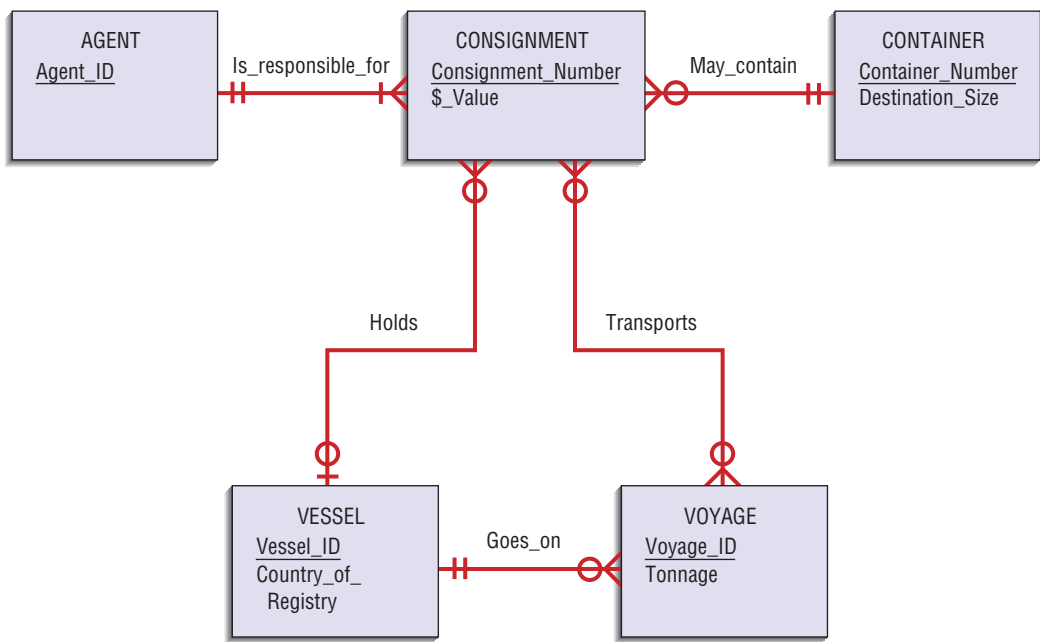 AGENT
Agent_ID
Is_responsible_for
CONSIGNMENT
Consignment_Number
$_Value
May_contain
CONTAINER
Container_Number
Destination_Size
Holds
Transports
VESSEL
Vessel_ID
Country_of_
Registry
Goes_on
VOYAGE
Voyage_ID
Tonnage